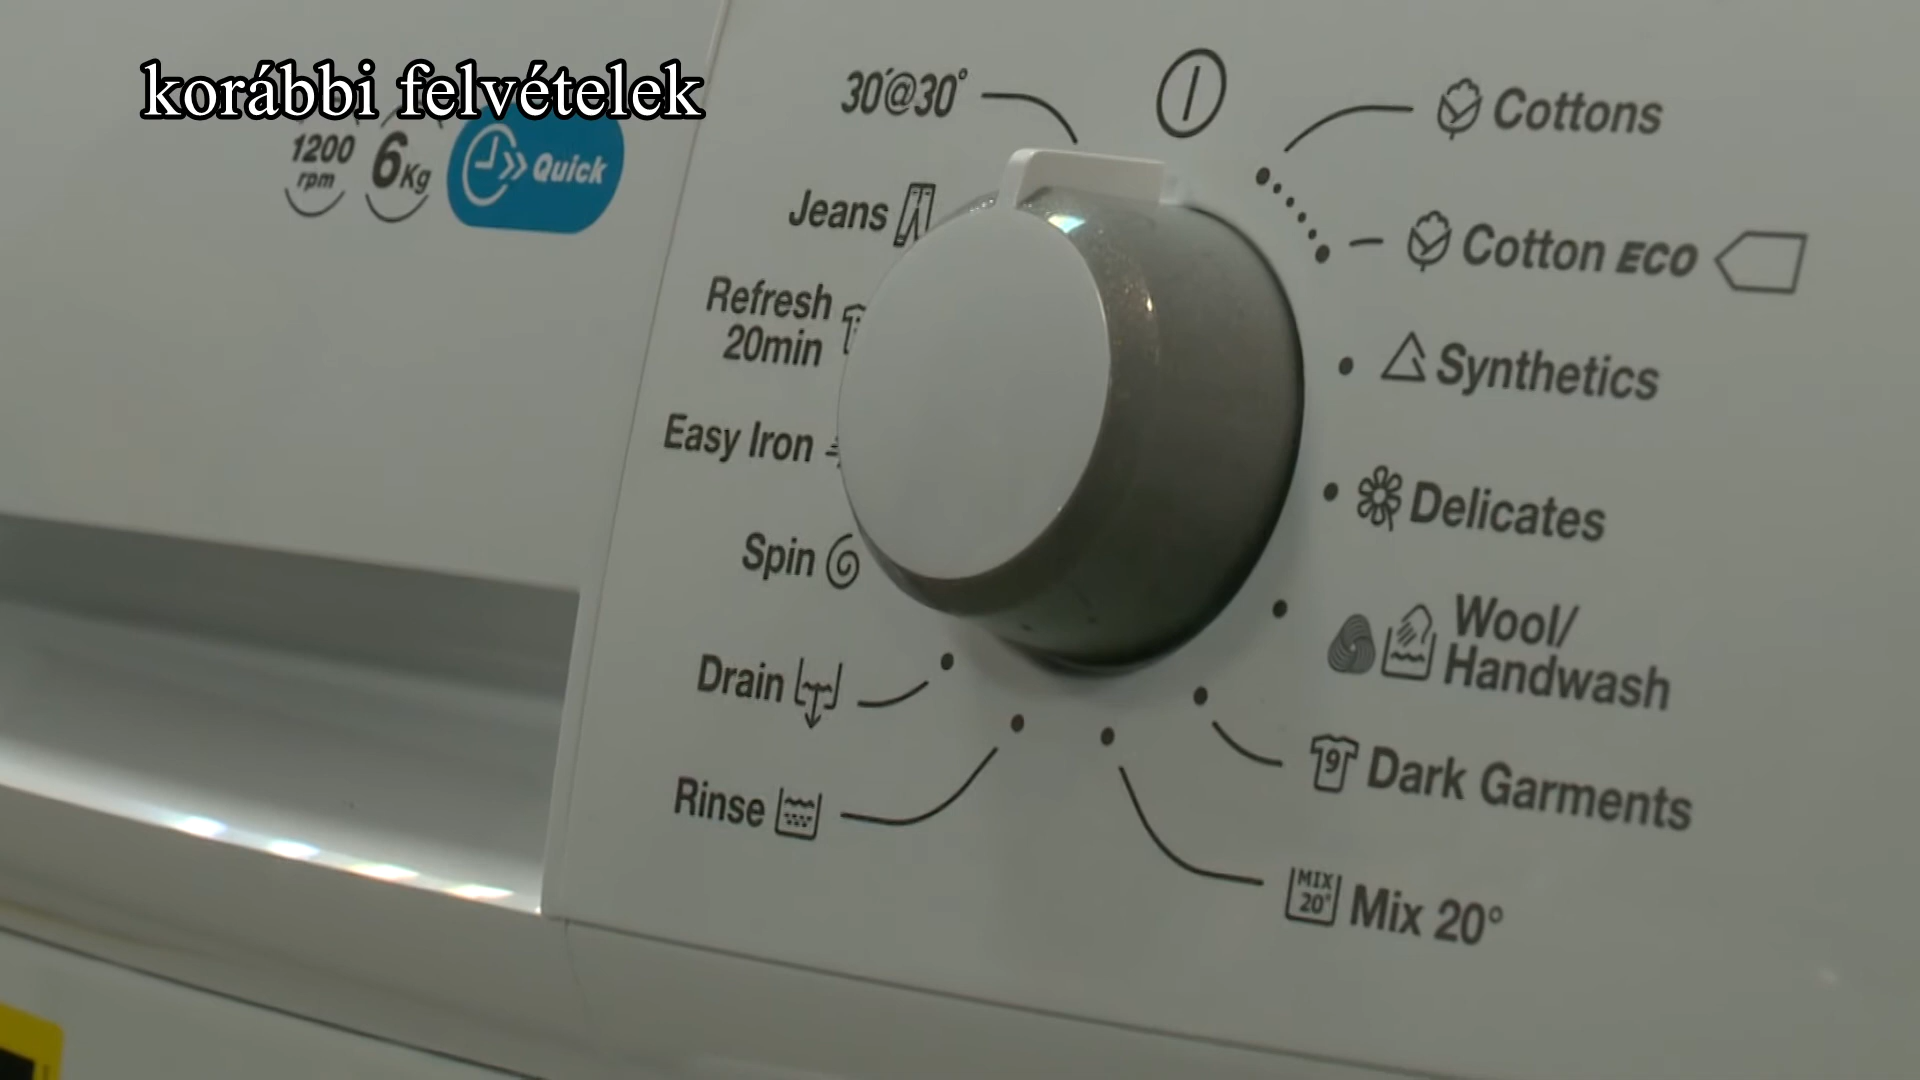 korábbi felvételek
1200 rpm
6Kg
Quick
30'@30°
Jeans
Refresh
20min
Easy Iron
Spin
Drain
Rinse
Cottons
Cotton ECO
Synthetics
Delicates
Wool/
Handwash
9
Dark Garments
MIX
20°
Mix 20°